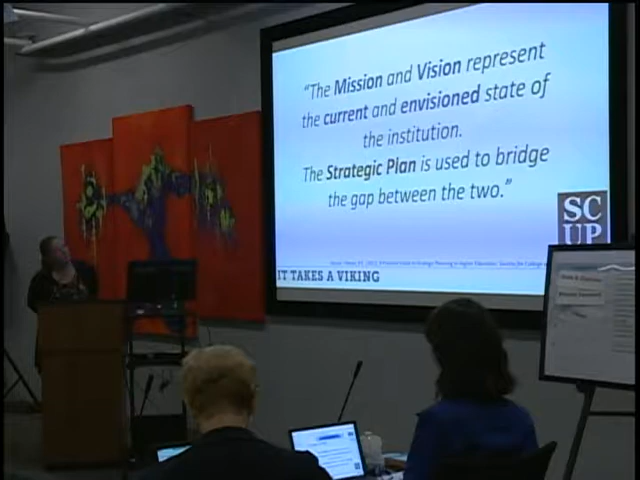 "The Mission and Vision represent
the current and envisioned state of
the institution.
The Strategic Plan is used to bridge
the gap between the two."
SC
UP
IT TAKES A VIKING